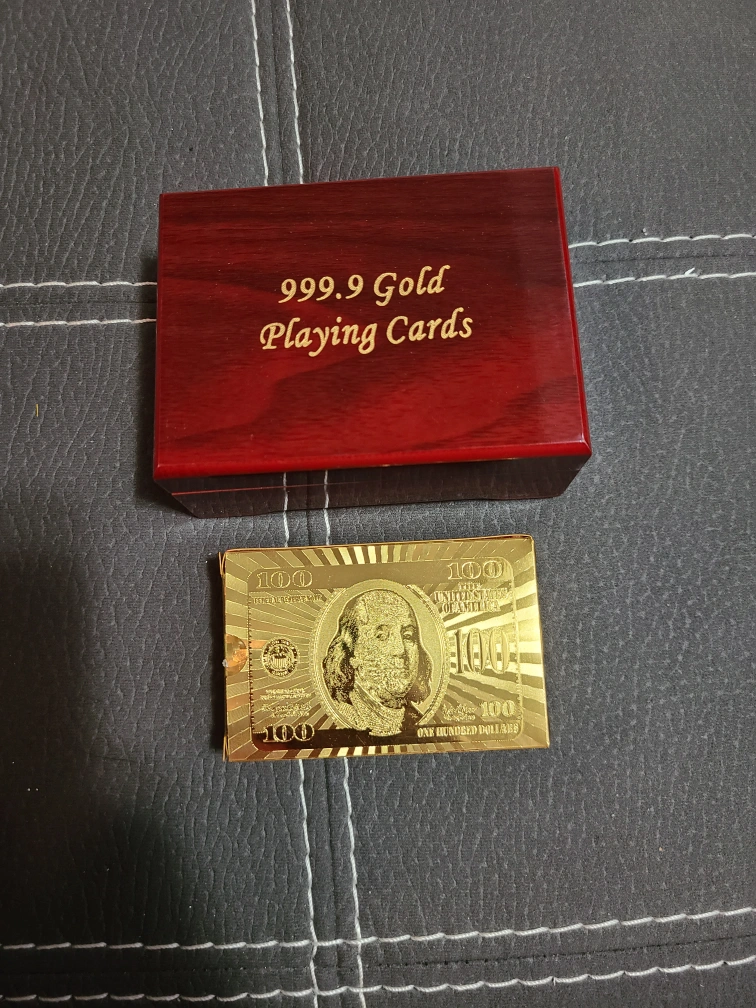 999.9 Gold
Playing Cards
100
100
THE
UNITED STATES
OF AMERICA
100
100
100
ONE HUNDRED DOLLARS